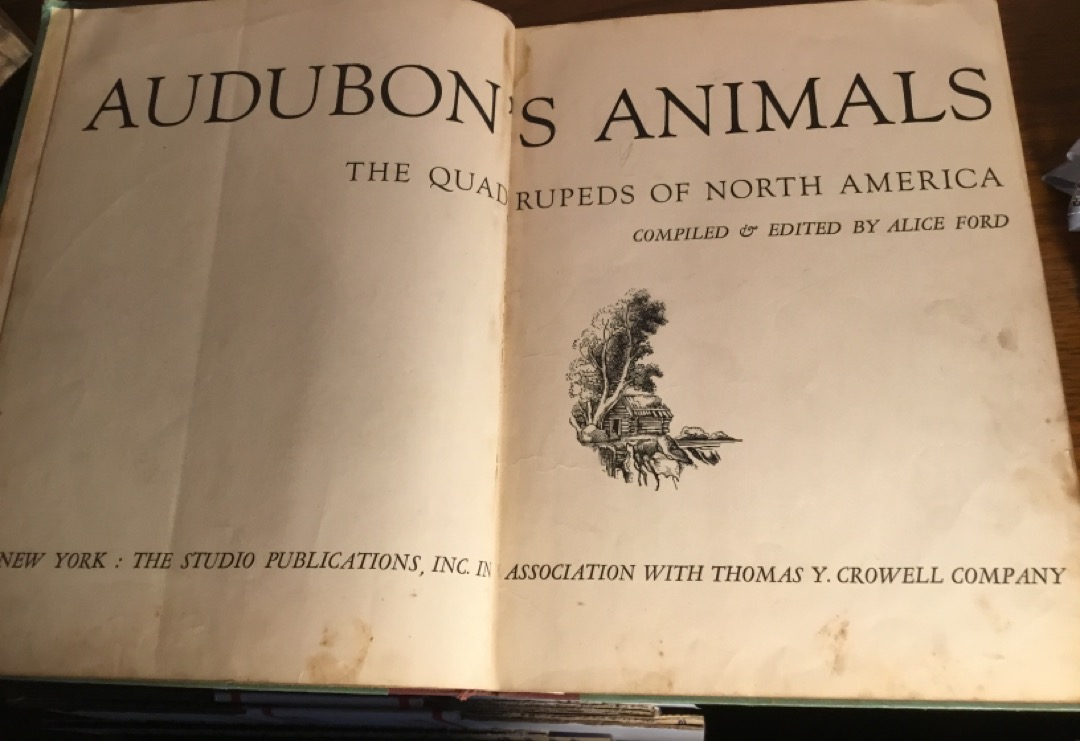 AUDUBON'S ANIMALS
THE QUADRUPEDS OF NORTH AMERICA
COMPILED & EDITED BY ALICE FORD
NEW YORK : THE STUDIO PUBLICATIONS, INC. IN ASSOCIATION WITH THOMAS Y. CROWELL COMPANY